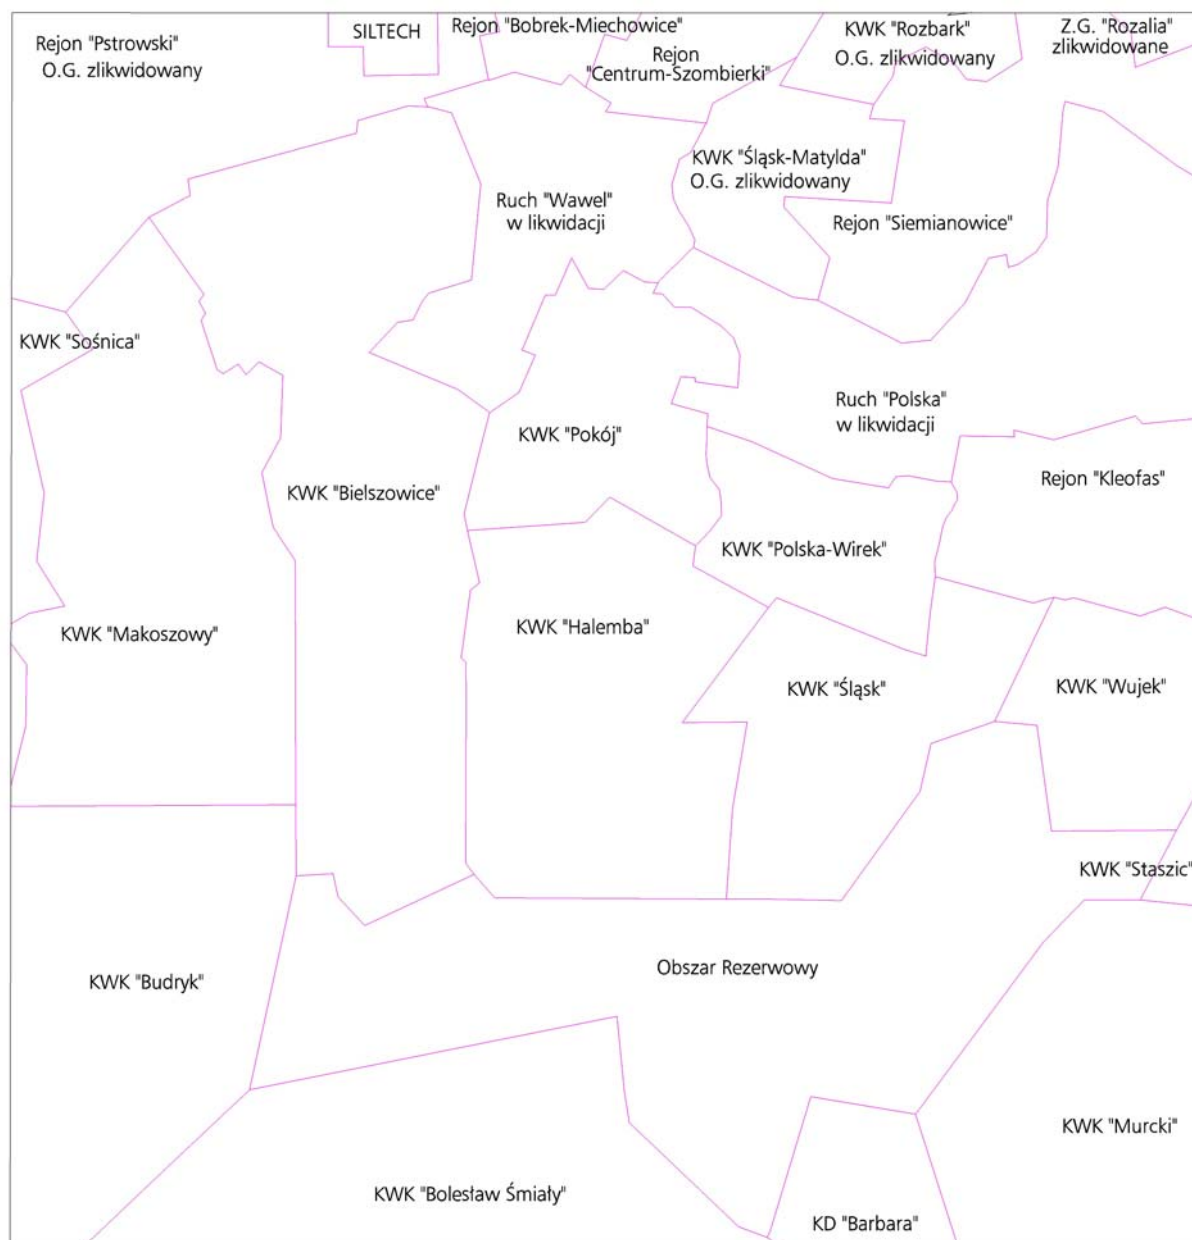 Rejon "Pstrowski"
O.G. zlikwidowany
SILTECH
Rejon "Bobrek-Miechowice"
Rejon
"Centrum-Szombierki"
KWK "Rozbark"
O.G. zlikwidowany
Z.G. "Rozalia"
zlikwidowane
KWK "Śląsk-Matylda"
O.G. zlikwidowany
Ruch "Wawel"
w likwidacji
Rejon "Siemianowice"
KWK "Sośnica"
Ruch "Polska"
w likwidacji
KWK "Pokój"
Rejon "Kleofas"
KWK "Bielszowice"
KWK "Polska-Wirek"
KWK "Makoszowy"
KWK "Halemba"
KWK "Śląsk"
KWK "Wujek"
KWK "Staszic"
Obszar Rezerwowy
KWK "Budryk"
KWK "Murcki"
KWK "Bolesław Śmiały"
KD "Barbara"